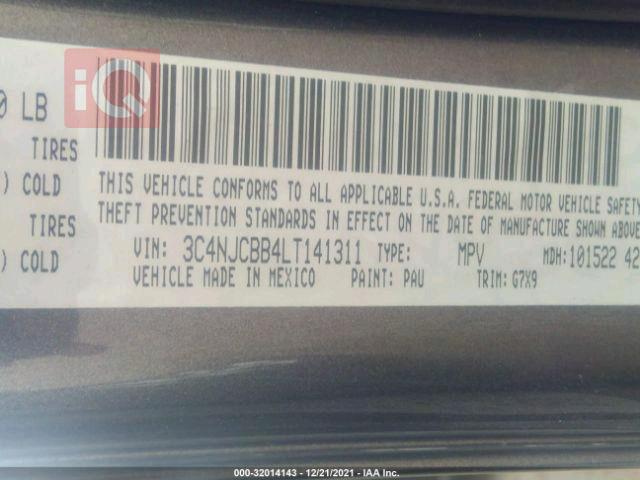 iQ
0 LB
TIRES
) COLD
THIS VEHICLE CONFORMS TO ALL APPLICABLE U.S.A. FEDERAL MOTOR VEHICLE SAFETY
TIRES
THEFT PREVENTION STANDARDS IN EFFECT ON THE DATE OF MANUFACTURE SHOWN ABOVE
) COLD
VIN: 3C4NJCBB4LT141311 TYPE: MPV MDH:101522 42
VEHICLE MADE IN MEXICO PAINT: PAU TRIM: G7X9
000-32014143 - 12/21/2021 - IAA Inc.